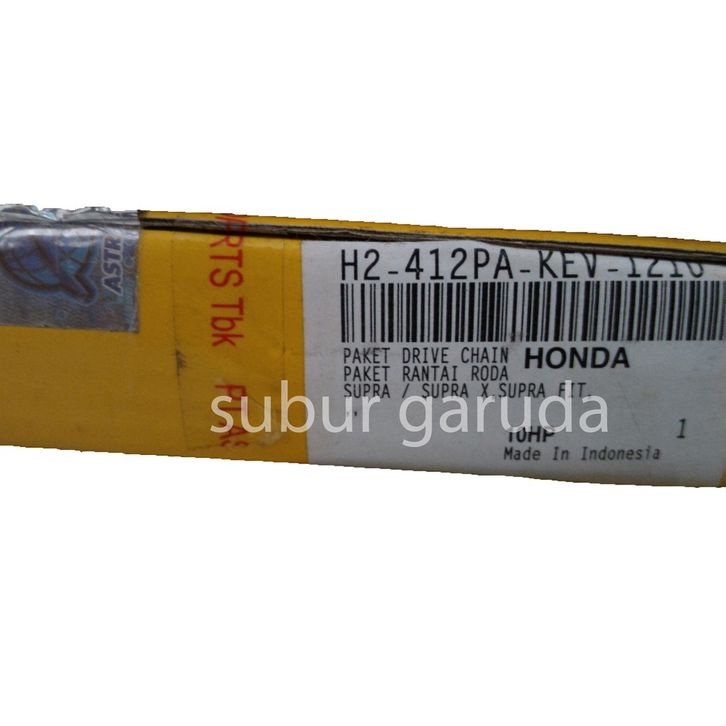 ASTR
ARTS Tbk
H2-412PA-KEV-1210
PAKET DRIVE CHAIN HONDA
PAKET RANTAI RODA
SUPRA / SUPRA X,SUPRA FIT
subur garuda
10HP 1
Made In Indonesia